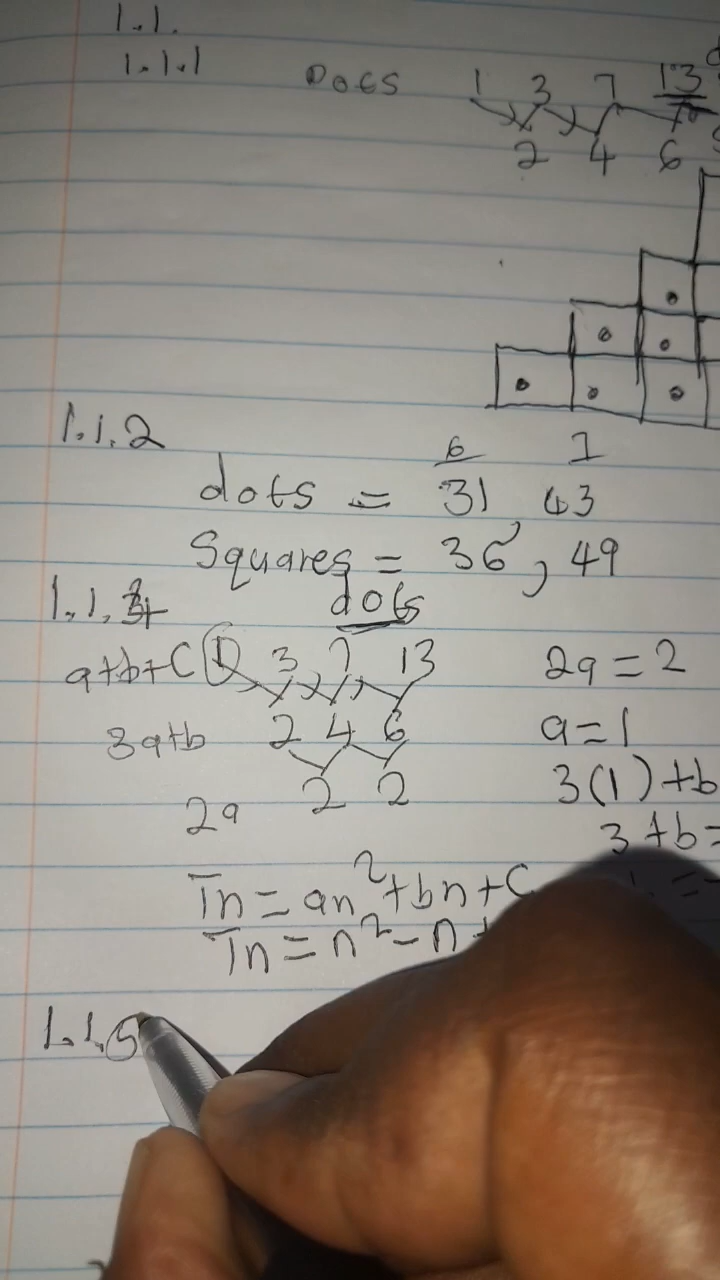 1.1.
1.1.1 DOTS 1 3 7 13
2 4 6
1.1.2
6 7
dots = 31 43
Squares = 36, 49
1.1.4 dots
a+b+C 1 3 7 13 2a=2
3a+b 2 4 6 a=1
2a 2 2 3(1)+b
3+b=
Tn = an²+bn+C
Tn = n²-n+
1.1.5